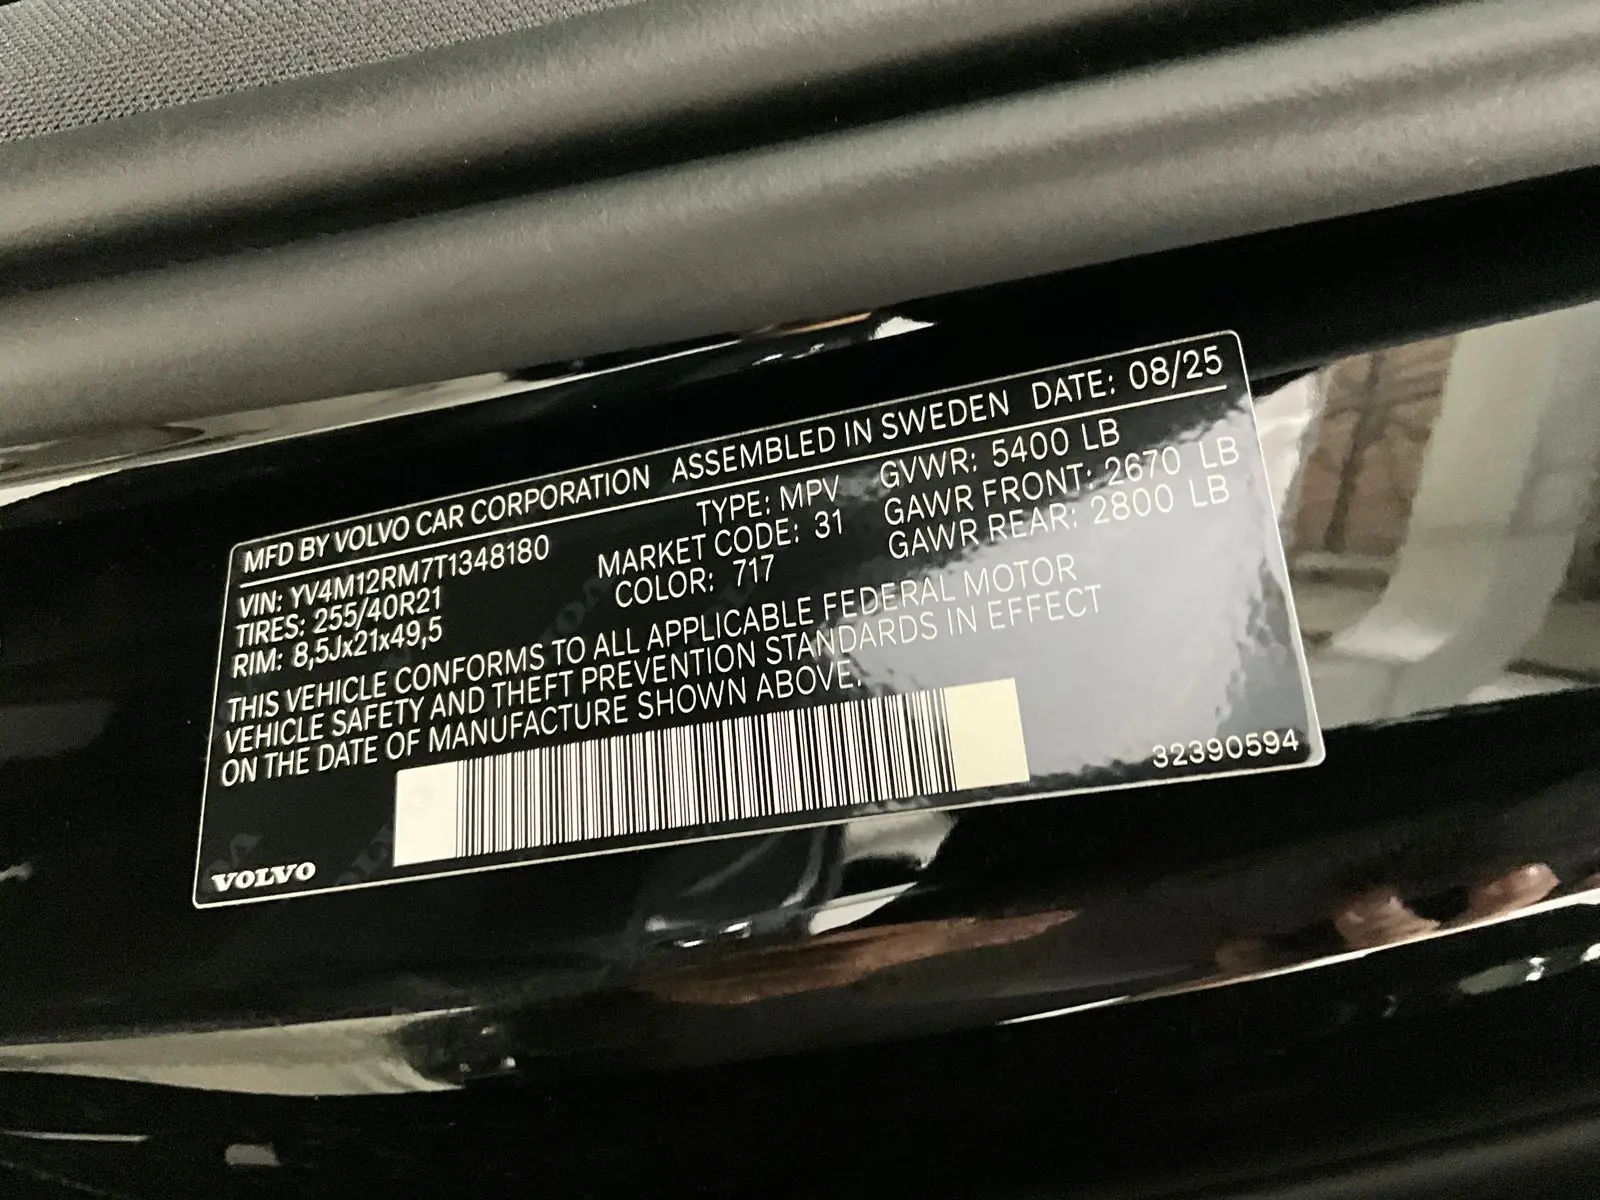 MFD BY VOLVO CAR CORPORATION ASSEMBLED IN SWEDEN DATE: 08/25
VIN: YV4M12RM7T1348180 TYPE: MPV GVWR: 5400 LB
TIRES: 255/40R21 MARKET CODE: 31 GAWR FRONT: 2670 LB
RIM: 8,5Jx21x49,5 COLOR: 717 GAWR REAR: 2800 LB
THIS VEHICLE CONFORMS TO ALL APPLICABLE FEDERAL MOTOR
VEHICLE SAFETY AND THEFT PREVENTION STANDARDS IN EFFECT
ON THE DATE OF MANUFACTURE SHOWN ABOVE.
32390594
VOLVO